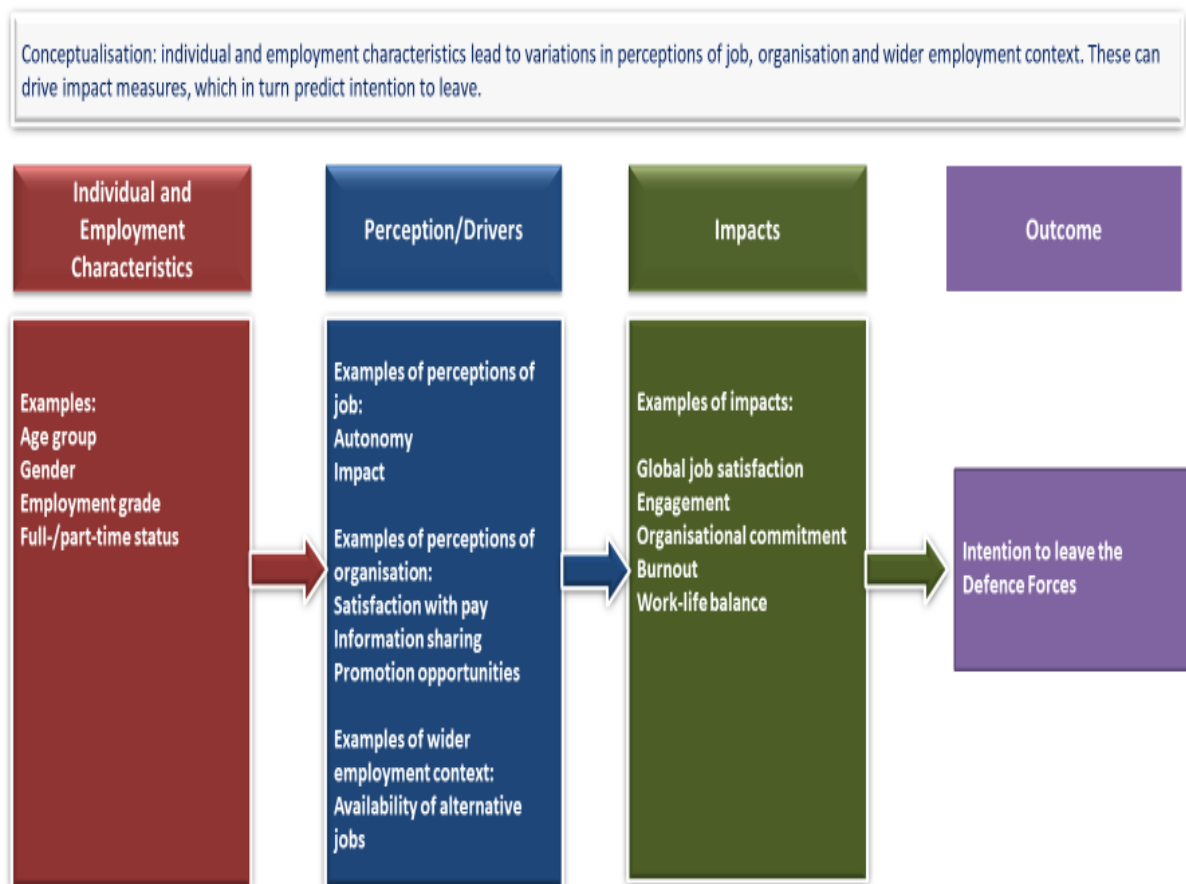 Conceptualisation: individual and employment characteristics lead to variations in perceptions of job, organisation and wider employment context. These can
drive impact measures, which in turn predict intention to leave.
Individual and
Employment
Characteristics
Perception/Drivers
Impacts
Outcome
Examples:
Age group
Gender
Employment grade
Full-/part-time status
Examples of perceptions of
job:
Autonomy
Impact
Examples of perceptions of
organisation:
Satisfaction with pay
Information sharing
Promotion opportunities
Examples of wider
employment context:
Availability of alternative
jobs
Examples of impacts:
Global job satisfaction
Engagement
Organisational commitment
Burnout
Work-life balance
Intention to leave the
Defence Forces